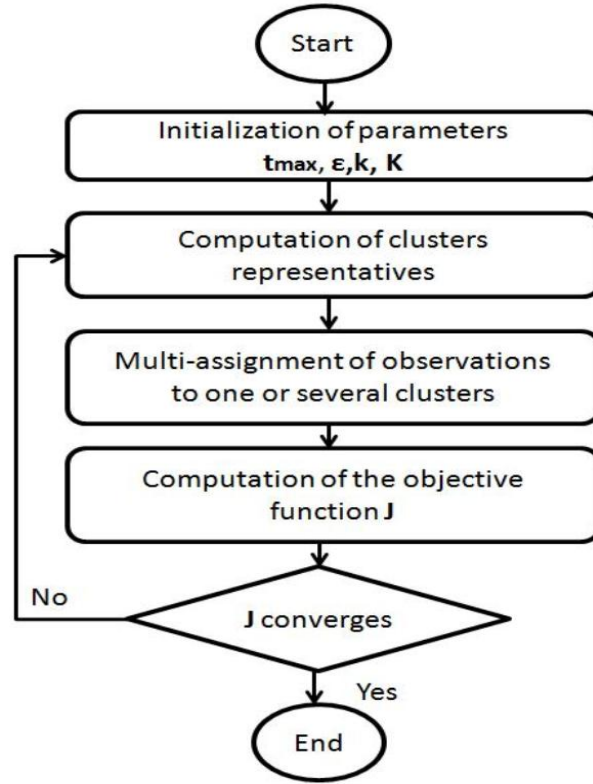 Start
Initialization of parameters
tmax, ε,k, K
Computation of clusters
representatives
Multi-assignment of observations
to one or several clusters
Computation of the objective
function J
J converges
No
Yes
End